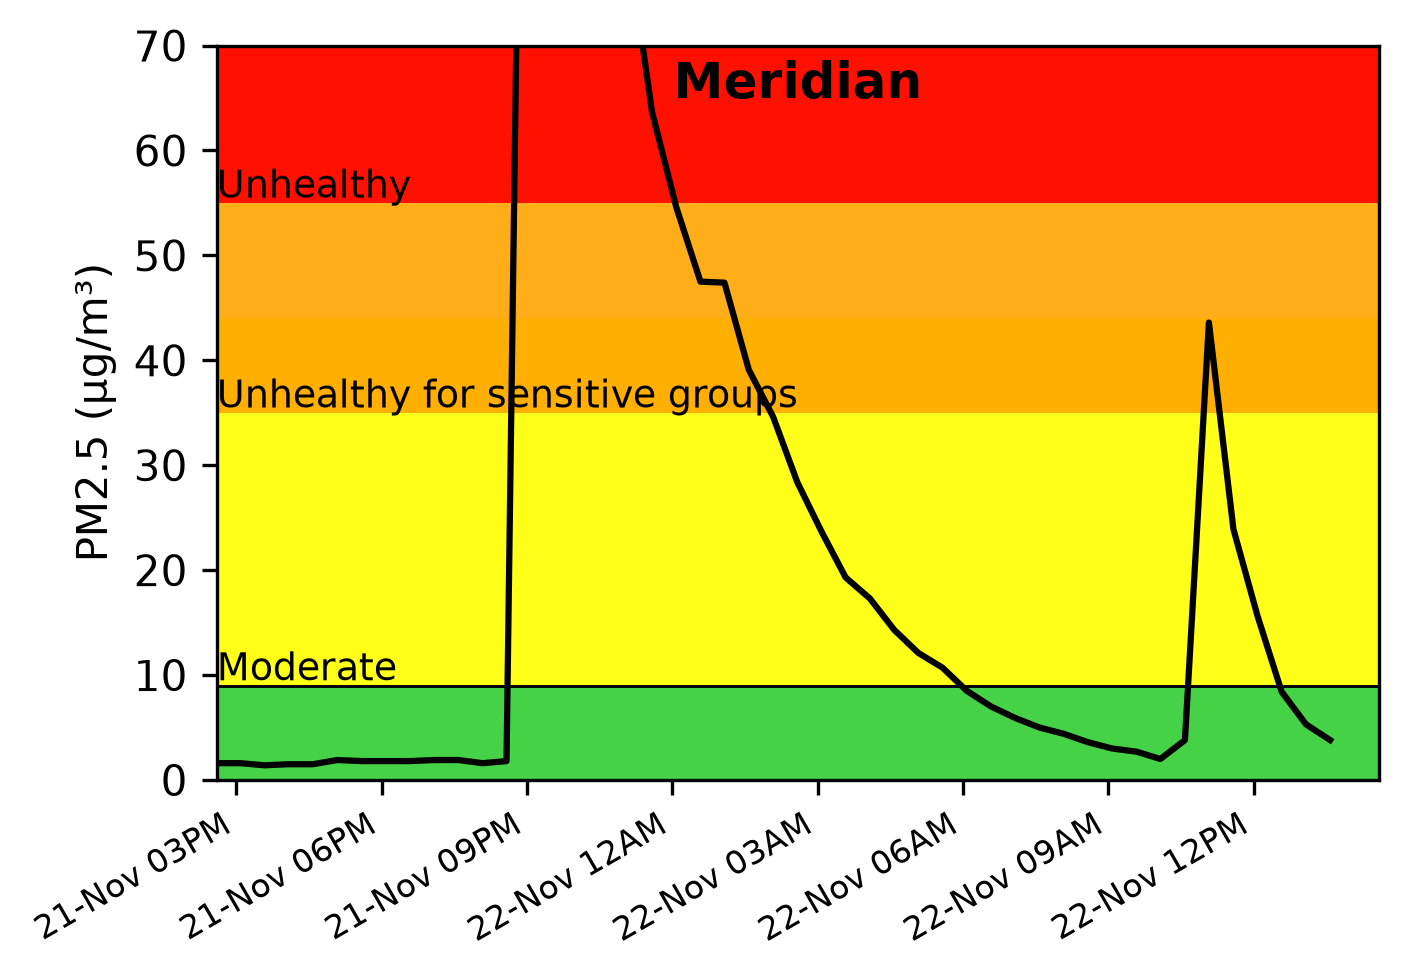 Meridian
PM2.5 (µg/m³)
70
60
Unhealthy
50
40
Unhealthy for sensitive groups
30
20
10
Moderate
0
21-Nov 03PM
21-Nov 06PM
21-Nov 09PM
22-Nov 12AM
22-Nov 03AM
22-Nov 06AM
22-Nov 09AM
22-Nov 12PM